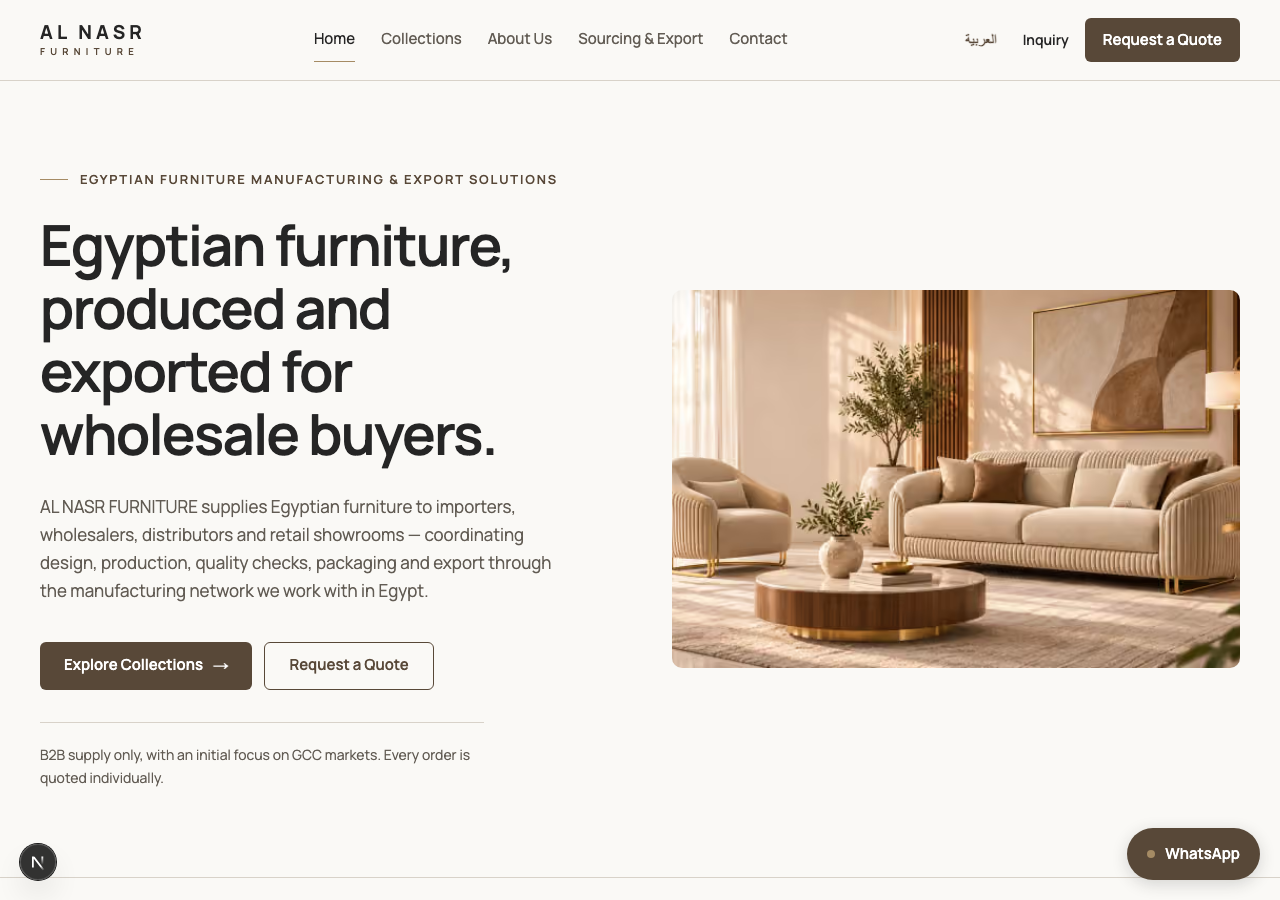 AL NASR
FURNITURE
Home
Collections
About Us
Sourcing & Export
Contact
العربية
Inquiry
Request a Quote
EGYPTIAN FURNITURE MANUFACTURING & EXPORT SOLUTIONS
Egyptian furniture,
produced and
exported for
wholesale buyers.
AL NASR FURNITURE supplies Egyptian furniture to importers,
wholesalers, distributors and retail showrooms — coordinating
design, production, quality checks, packaging and export through
the manufacturing network we work with in Egypt.
Explore Collections →
Request a Quote
B2B supply only, with an initial focus on GCC markets. Every order is
quoted individually.
N
WhatsApp